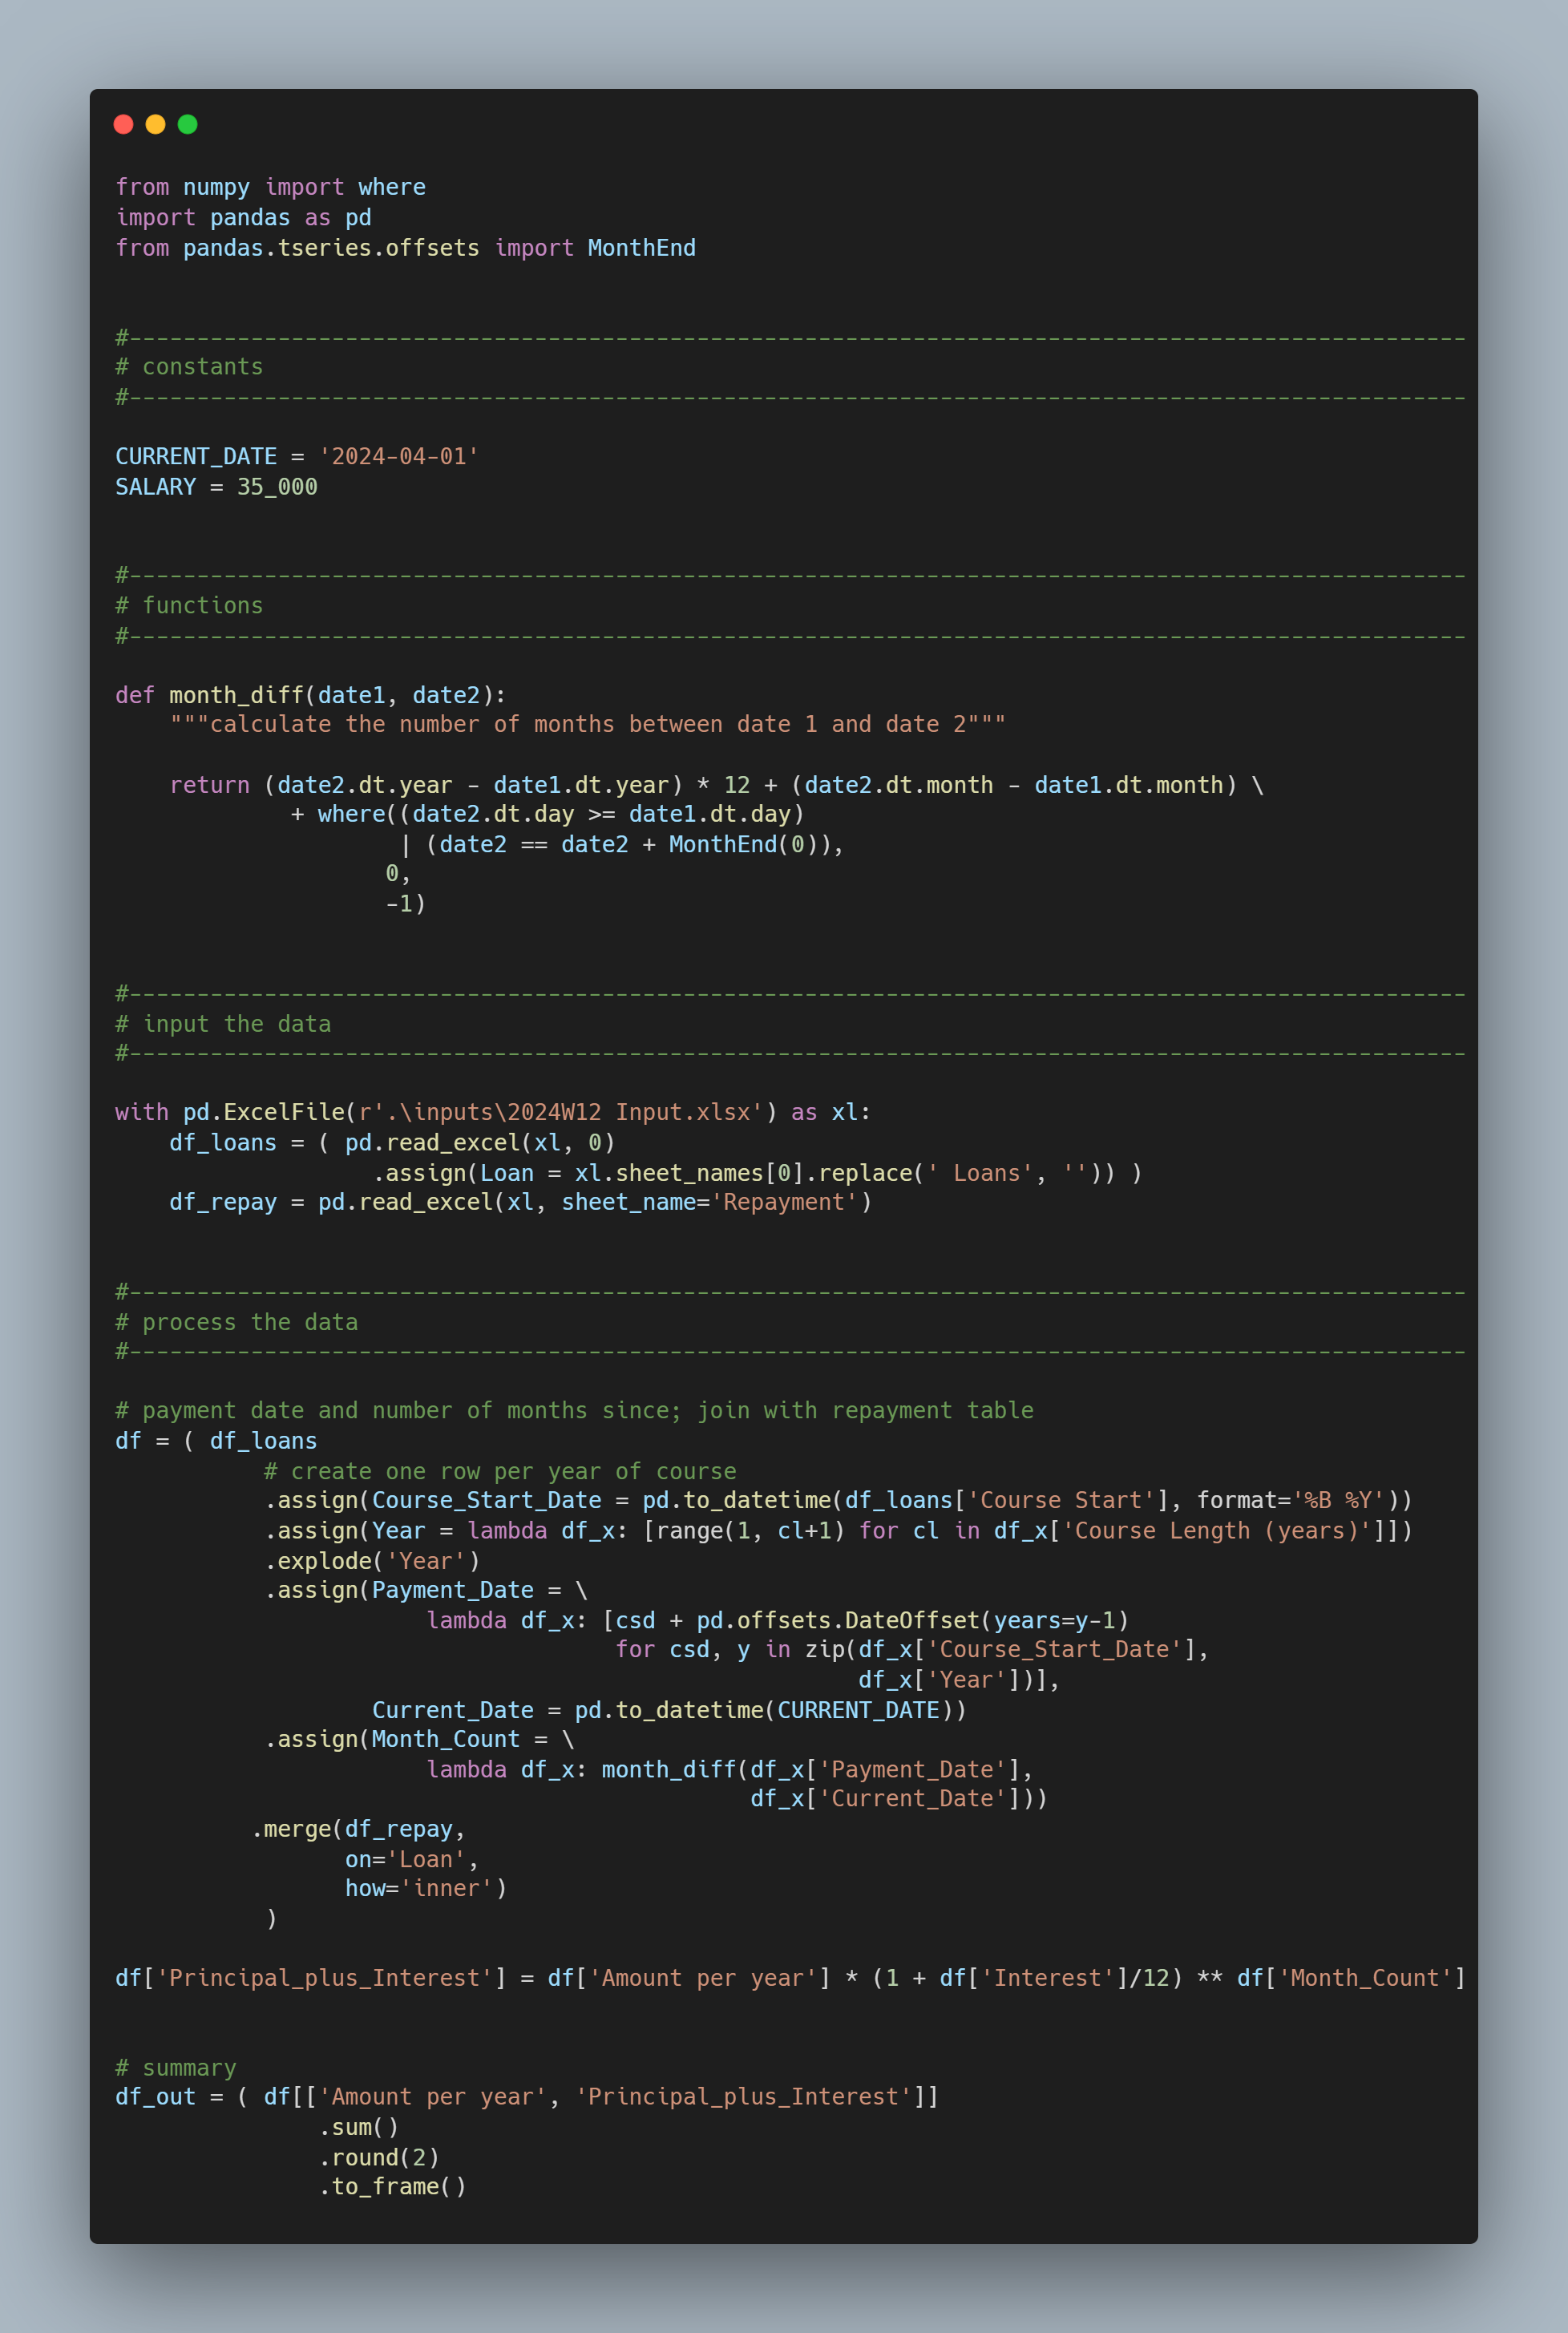 from numpy import where
import pandas as pd
from pandas.tseries.offsets import MonthEnd
#---------------------------------------------------------------------------------------------------
# constants
#---------------------------------------------------------------------------------------------------
CURRENT_DATE = '2024-04-01'
SALARY = 35_000
#---------------------------------------------------------------------------------------------------
# functions
#---------------------------------------------------------------------------------------------------
def month_diff(date1, date2):
    """calculate the number of months between date 1 and date 2"""
    return (date2.dt.year - date1.dt.year) * 12 + (date2.dt.month - date1.dt.month) \
             + where((date2.dt.day >= date1.dt.day)
                     | (date2 == date2 + MonthEnd(0)),
                    0,
                    -1)
#---------------------------------------------------------------------------------------------------
# input the data
#---------------------------------------------------------------------------------------------------
with pd.ExcelFile(r'.\inputs\2024W12 Input.xlsx') as xl:
    df_loans = ( pd.read_excel(xl, 0)
                   .assign(Loan = xl.sheet_names[0].replace(' Loans', '')) )
    df_repay = pd.read_excel(xl, sheet_name='Repayment')
#---------------------------------------------------------------------------------------------------
# process the data
#---------------------------------------------------------------------------------------------------
# payment date and number of months since; join with repayment table
df = ( df_loans
           # create one row per year of course
           .assign(Course_Start_Date = pd.to_datetime(df_loans['Course Start'], format='%B %Y'))
           .assign(Year = lambda df_x: [range(1, cl+1) for cl in df_x['Course Length (years)']])
           .explode('Year')
           .assign(Payment_Date = \
                       lambda df_x: [csd + pd.offsets.DateOffset(years=y-1)
                                     for csd, y in zip(df_x['Course_Start_Date'],
                                                       df_x['Year'])],
                   Current_Date = pd.to_datetime(CURRENT_DATE))
           .assign(Month_Count = \
                       lambda df_x: month_diff(df_x['Payment_Date'],
                                               df_x['Current_Date']))
          .merge(df_repay,
                 on='Loan',
                 how='inner')
           )
df['Principal_plus_Interest'] = df['Amount per year'] * (1 + df['Interest']/12) ** df['Month_Count']
# summary
df_out = ( df[['Amount per year', 'Principal_plus_Interest']]
               .sum()
               .round(2)
               .to_frame()